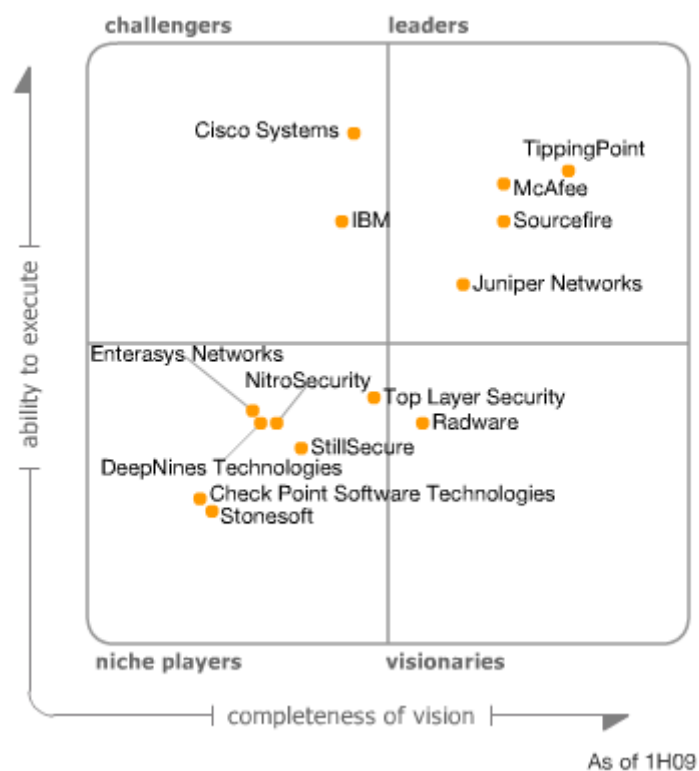 challengers
leaders
Cisco Systems
TippingPoint
McAfee
IBM
Sourcefire
Juniper Networks
ability to execute
Enterasys Networks
NitroSecurity
Top Layer Security
Radware
StillSecure
DeepNines Technologies
Check Point Software Technologies
Stonesoft
niche players
visionaries
completeness of vision
As of 1H09